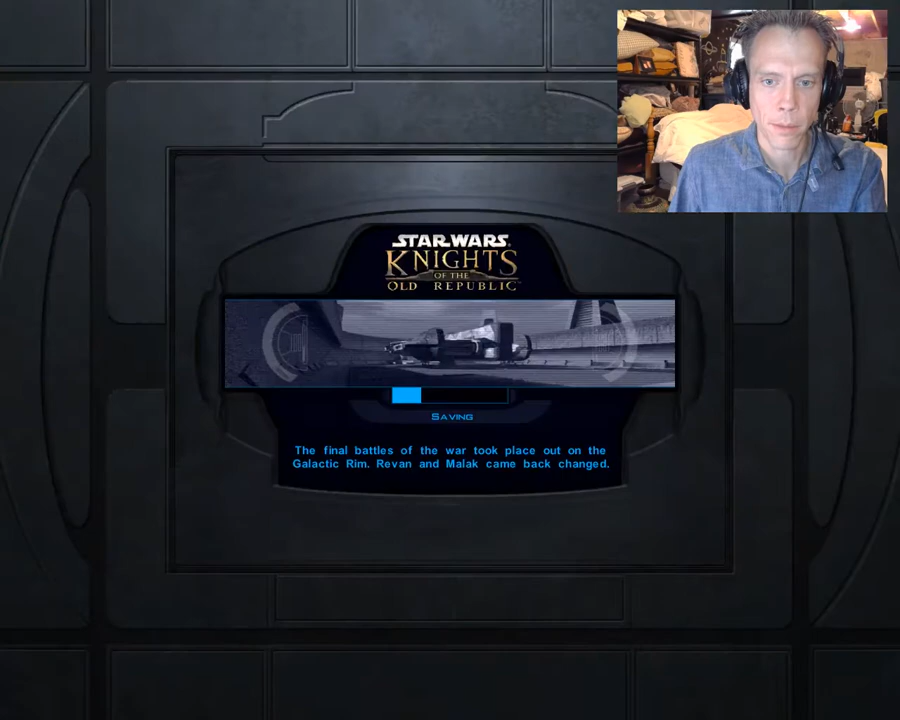 STAR WARS
KNIGHTS
OF THE
OLD REPUBLIC
SAVING
The final battles of the war took place out on the
Galactic Rim. Revan and Malak came back changed.